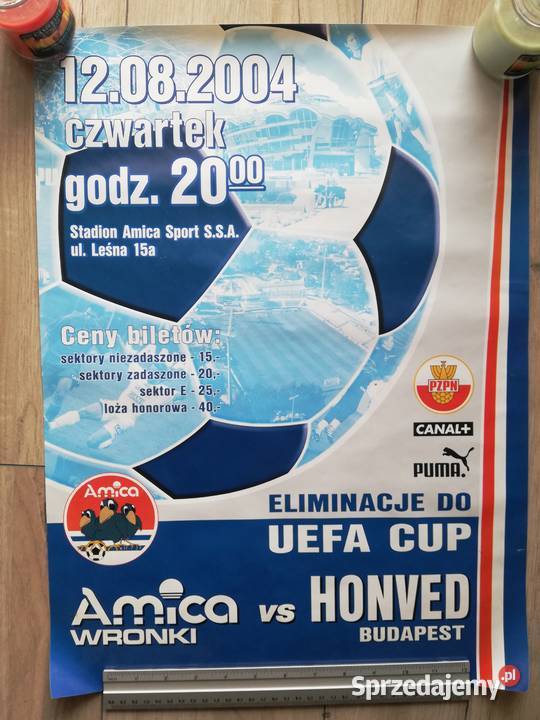 12.08.2004
czwartek
godz. 20⁰⁰
Stadion Amica Sport S.S.A.
ul. Leśna 15a
Ceny biletów:
sektory niezadaszone - 15,-
sektory zadaszone - 20,-
sektor E - 25,-
loża honorowa - 40,-
PZPN
CANAL+
PUMA
Amica
ELIMINACJE DO
UEFA CUP
Amica
WRONKI
vs
HONVED
BUDAPEST
Sprzedajemy.pl